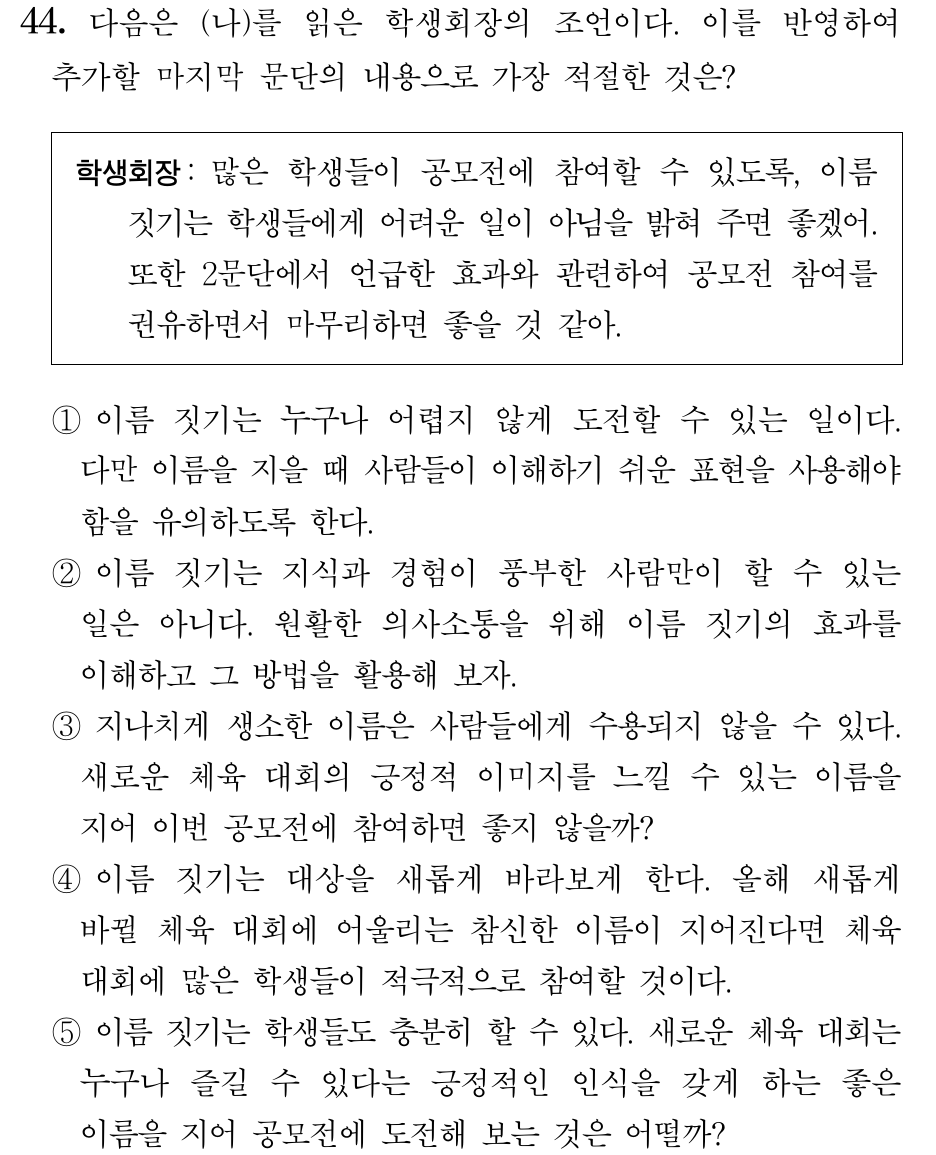 44. 다음은 (나)를 읽은 학생회장의 조언이다. 이를 반영하여
추가할 마지막 문단의 내용으로 가장 적절한 것은?
학생회장 : 많은 학생들이 공모전에 참여할 수 있도록, 이름
짓기는 학생들에게 어려운 일이 아님을 밝혀 주면 좋겠어.
또한 2문단에서 언급한 효과와 관련하여 공모전 참여를
권유하면서 마무리하면 좋을 것 같아.
① 이름 짓기는 누구나 어렵지 않게 도전할 수 있는 일이다.
다만 이름을 지을 때 사람들이 이해하기 쉬운 표현을 사용해야
함을 유의하도록 한다.
② 이름 짓기는 지식과 경험이 풍부한 사람만이 할 수 있는
일은 아니다. 원활한 의사소통을 위해 이름 짓기의 효과를
이해하고 그 방법을 활용해 보자.
③ 지나치게 생소한 이름은 사람들에게 수용되지 않을 수 있다.
새로운 체육 대회의 긍정적 이미지를 느낄 수 있는 이름을
지어 이번 공모전에 참여하면 좋지 않을까?
④ 이름 짓기는 대상을 새롭게 바라보게 한다. 올해 새롭게
바뀔 체육 대회에 어울리는 참신한 이름이 지어진다면 체육
대회에 많은 학생들이 적극적으로 참여할 것이다.
⑤ 이름 짓기는 학생들도 충분히 할 수 있다. 새로운 체육 대회는
누구나 즐길 수 있다는 긍정적인 인식을 갖게 하는 좋은
이름을 지어 공모전에 도전해 보는 것은 어떨까?